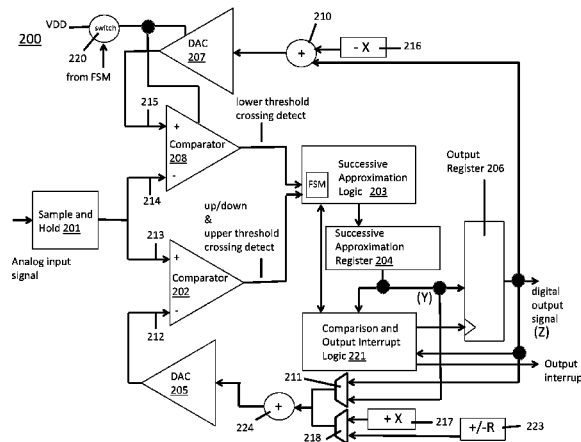 200
VDD
switch
220
from FSM
DAC
207
210
+
- X
216
215
lower threshold
crossing detect
+
Comparator
208
-
214
Output
Register 206
Successive
Approximation
Logic 203
FSM
Sample and
Hold 201
Analog input
signal
up/down
&
upper threshold
crossing detect
213
+
Comparator
202
-
212
Successive
Approximation
Register 204
(Y)
digital
output
signal
(Z)
Comparison and
Output Interrupt
Logic 221
Output
interrupt
DAC
205
211
+
224
218
+ X
217
+/-R
223